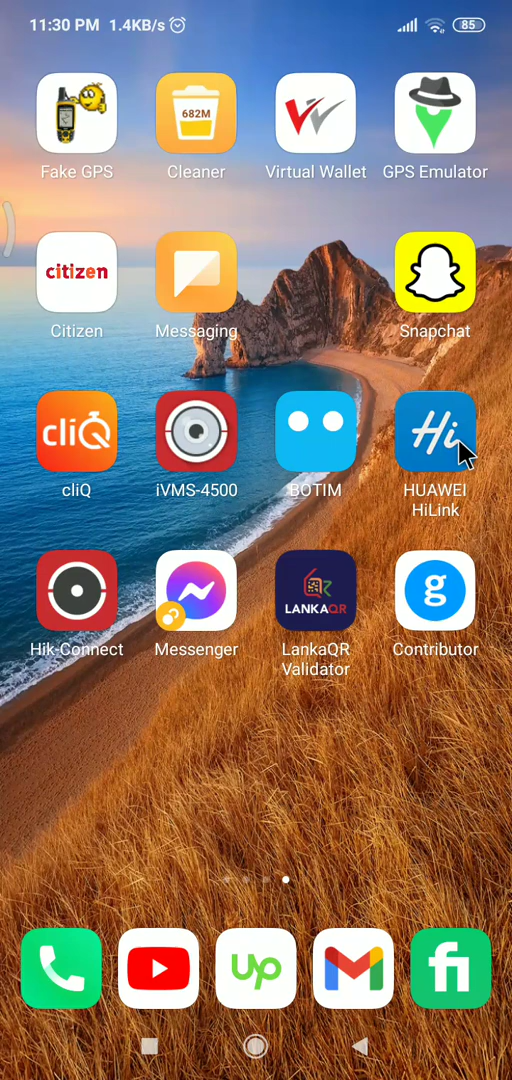 11:30 PM 1.4KB/s 85
682M
Fake GPS Cleaner Virtual Wallet GPS Emulator
citizen
Citizen Messaging Snapchat
cliQ Hi
cliQ iVMS-4500 BOTIM HUAWEI
HiLink
LANKAQR g
Hik-Connect Messenger LankaQR Contributor
Validator
up fi